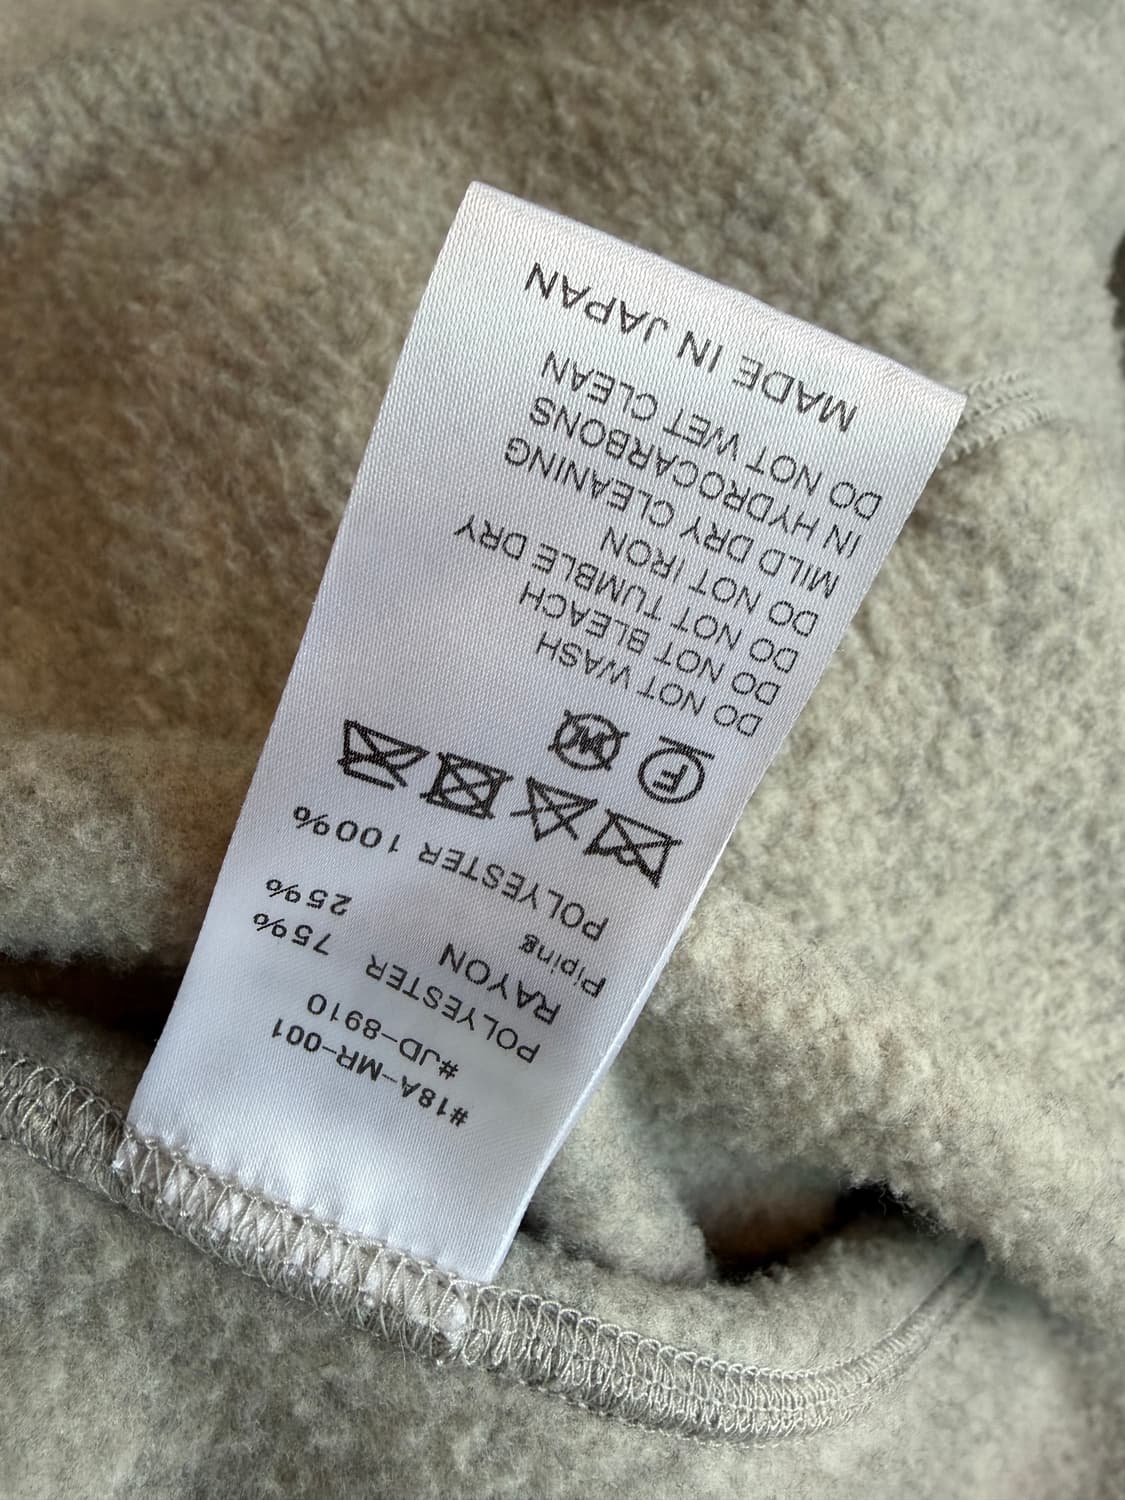 #18A-MR-001
#JD-8910
POLYESTER 75%
RAYON 25%
Piping
POLYESTER 100%
F
W
DO NOT WASH
DO NOT BLEACH
DO NOT TUMBLE DRY
DO NOT IRON
MILD DRY CLEANING
IN HYDROCARBONS
DO NOT WET CLEAN
MADE IN JAPAN